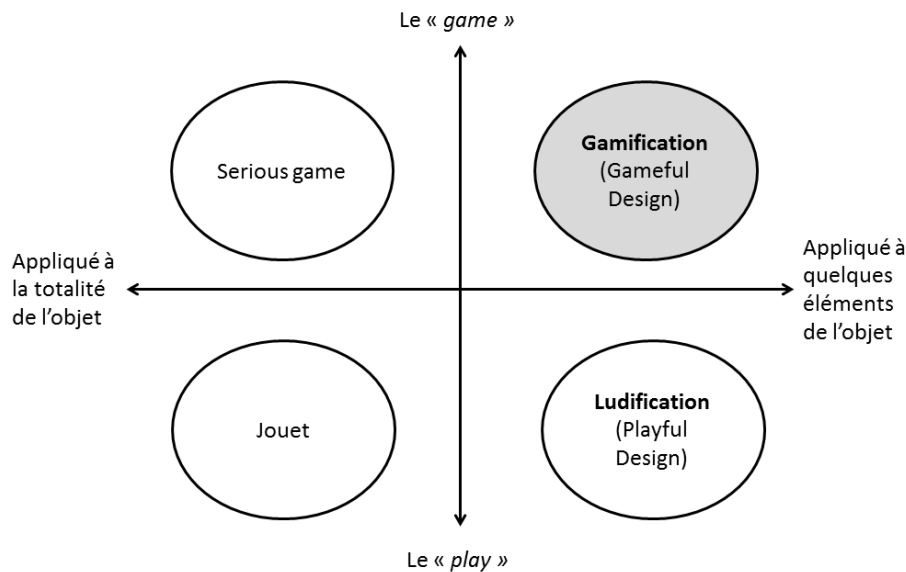 Le « game »
Serious game
Gamification
(Gameful
Design)
Appliqué à
la totalité
de l’objet
Appliqué à
quelques
éléments
de l’objet
Jouet
Ludification
(Playful
Design)
Le « play »